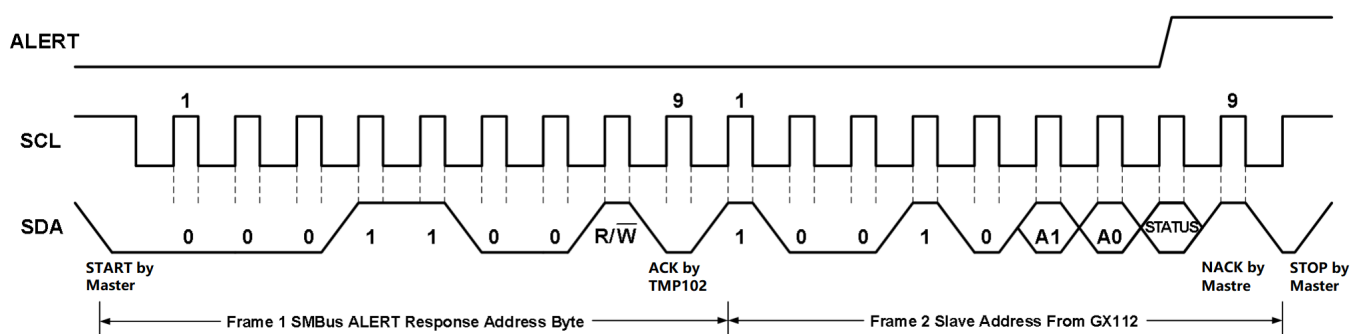 ALERT
1 9 1 9
SCL
SDA
0 0 0 1 1 0 0 R/W̅ 1 0 0 1 0 A1 A0 STATUS
START by
Master
ACK by
TMP102
NACK by
Mastre
STOP by
Master
Frame 1 SMBus ALERT Response Address Byte
Frame 2 Slave Address From GX112